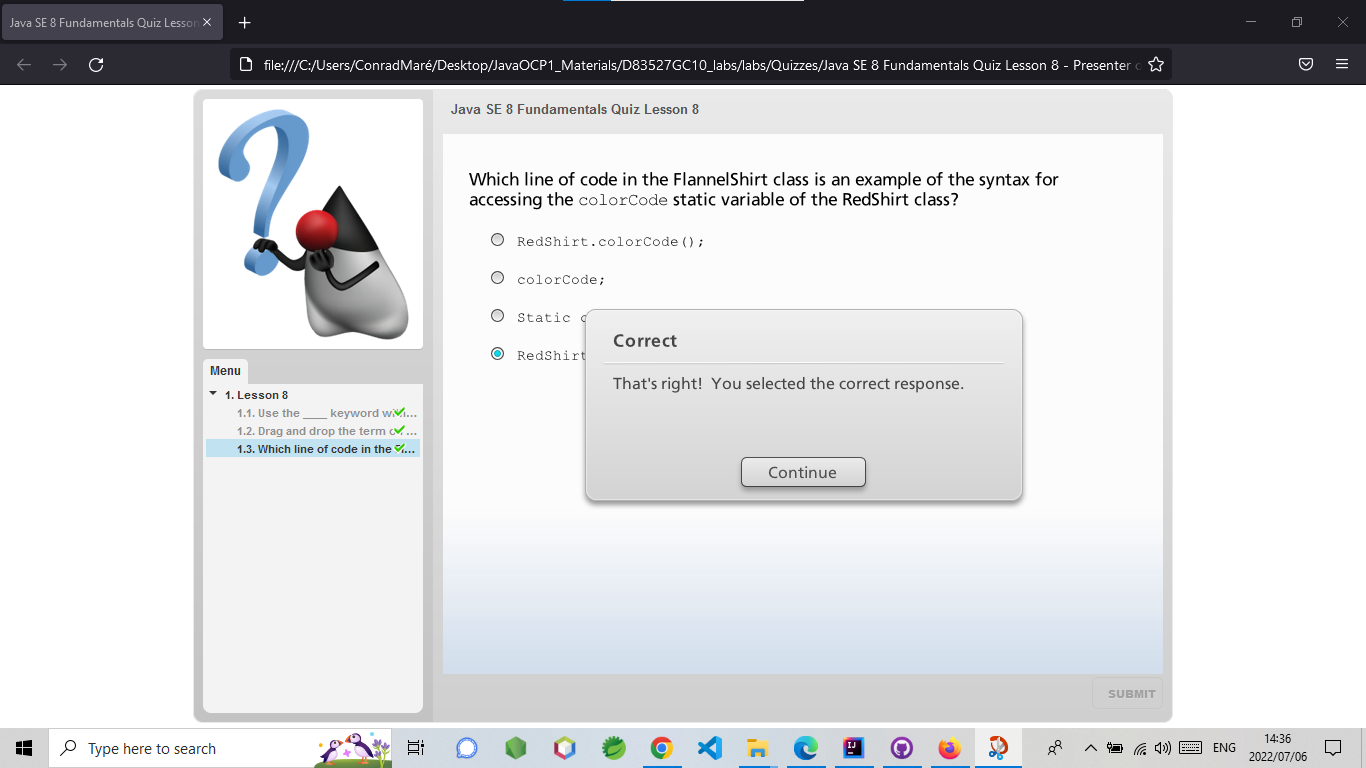 Java SE 8 Fundamentals Quiz Lesson
file:///C:/Users/ConradMaré/Desktop/JavaOCP1_Materials/D83527GC10_labs/labs/Quizzes/Java SE 8 Fundamentals Quiz Lesson 8 - Presenter
Java SE 8 Fundamentals Quiz Lesson 8
Which line of code in the FlannelShirt class is an example of the syntax for
accessing the colorCode static variable of the RedShirt class?
RedShirt.colorCode();
colorCode;
Static
RedShirt
Correct
That's right! You selected the correct response.
Continue
Menu
1. Lesson 8
1.1. Use the ____ keyword ...
1.2. Drag and drop the term ...
1.3. Which line of code in the ...
SUBMIT
Type here to search
ENG
14:36
2022/07/06